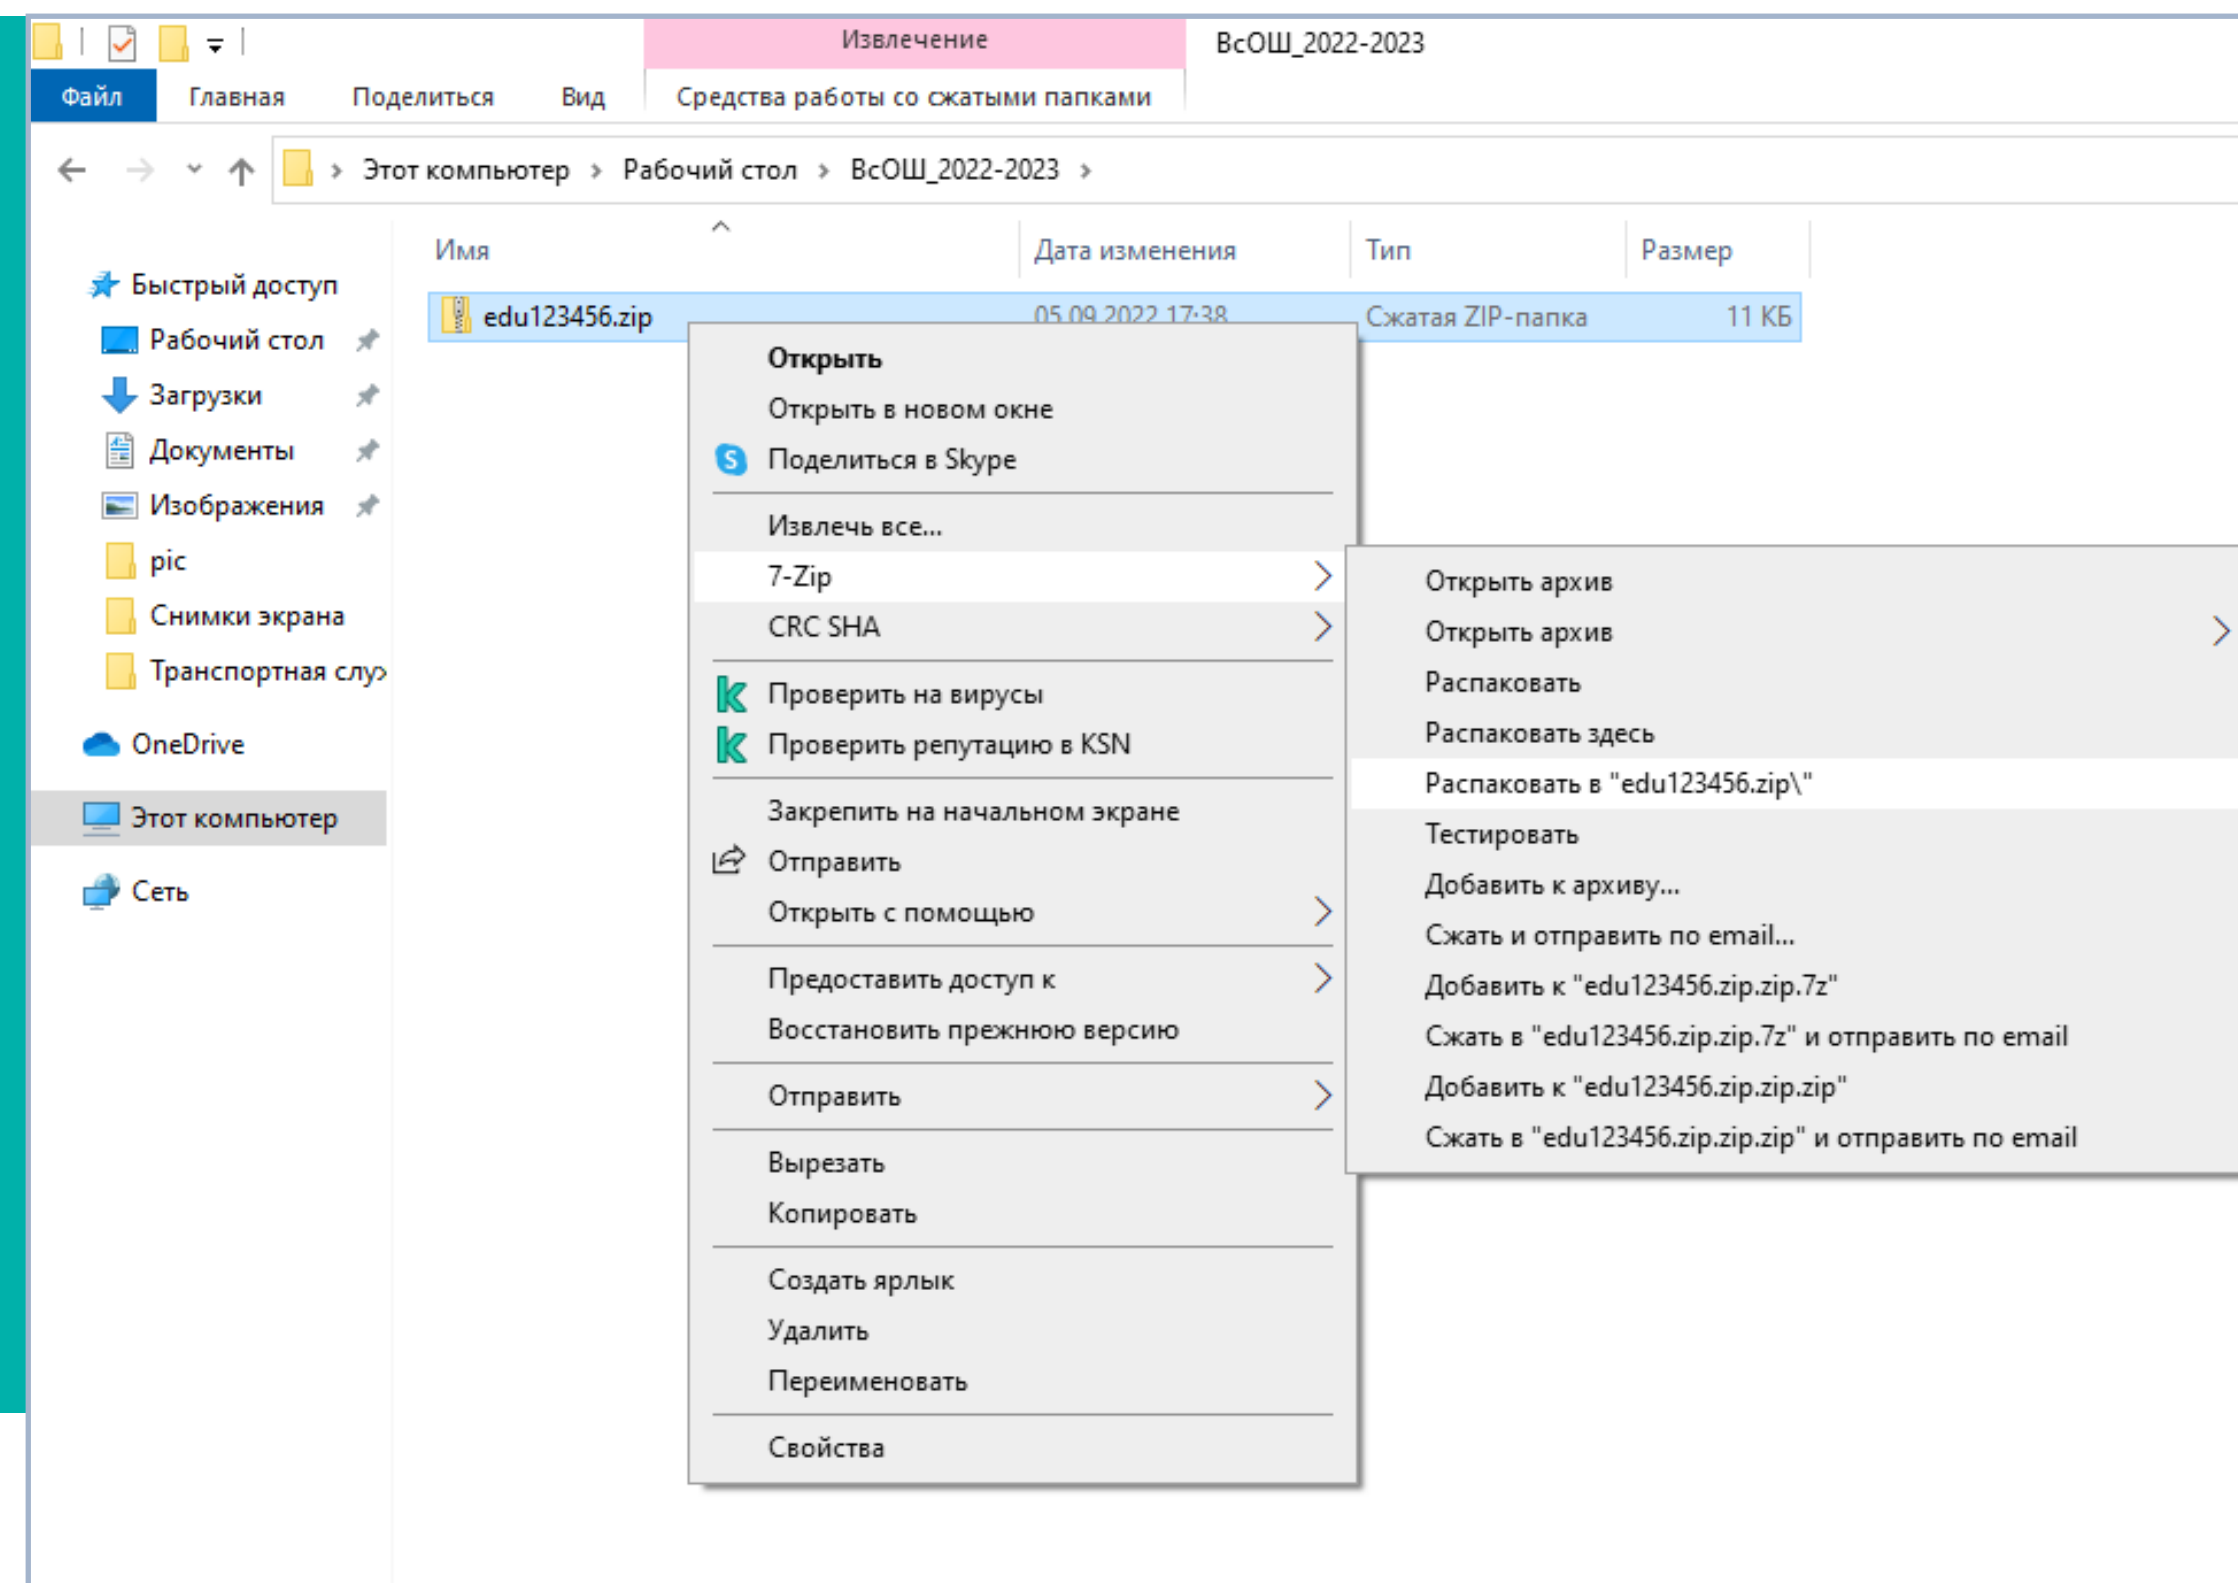 Извлечение
ВсОШ_2022-2023
Файл Главная Поделиться Вид Средства работы со сжатыми папками
Этот компьютер Рабочий стол ВсОШ_2022-2023
Имя Дата изменения Тип Размер
Быстрый доступ
Рабочий стол
Загрузки
Документы
Изображения
pic
Снимки экрана
Транспортная слу
OneDrive
Этот компьютер
Сеть
edu123456.zip 05.09.2022 17:38 Сжатая ZIP-папка 11 КБ
Открыть
Открыть в новом окне
Поделиться в Skype
Извлечь все...
7-Zip
CRC SHA
Проверить на вирусы
Проверить репутацию в KSN
Закрепить на начальном экране
Отправить
Открыть с помощью
Предоставить доступ к
Восстановить прежнюю версию
Отправить
Вырезать
Копировать
Создать ярлык
Удалить
Переименовать
Свойства
Открыть архив
Открыть архив
Распаковать
Распаковать здесь
Распаковать в "edu123456.zip\"
Тестировать
Добавить к архиву...
Сжать и отправить по email...
Добавить к "edu123456.zip.zip.7z"
Сжать в "edu123456.zip.zip.7z" и отправить по email
Добавить к "edu123456.zip.zip.zip"
Сжать в "edu123456.zip.zip.zip" и отправить по email